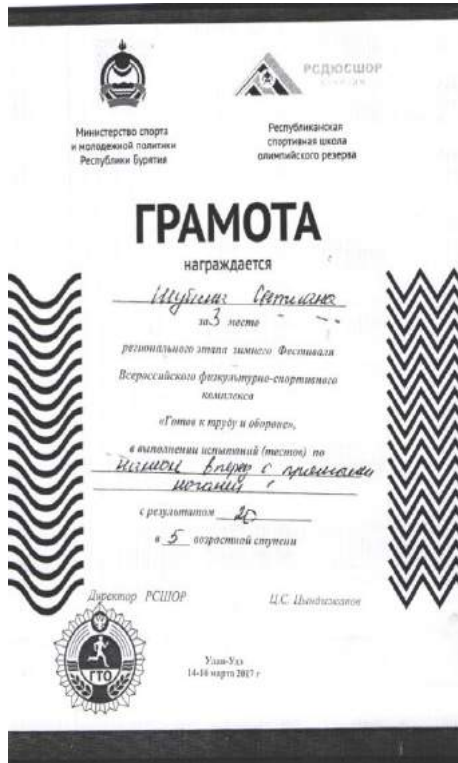 Министерство спорта
и молодежной политики
Республики Бурятия
РСДЮСШОР
Республиканская
спортивная школа
олимпийского резерва
ГРАМОТА
награждается
Светлана
за 3 место
регионального этапа зимнего Фестиваля
Всероссийского физкультурно-спортивного
комплекса
«Готов к труду и обороне»,
в выполнении испытаний (тестов) по
наклон вперед с прямыми
ногами
с результатом 20
в 5 возрастной ступени
Директор РСШОР
Ц.С.
ГТО
Улан-Удэ
14-16 марта 2017 г